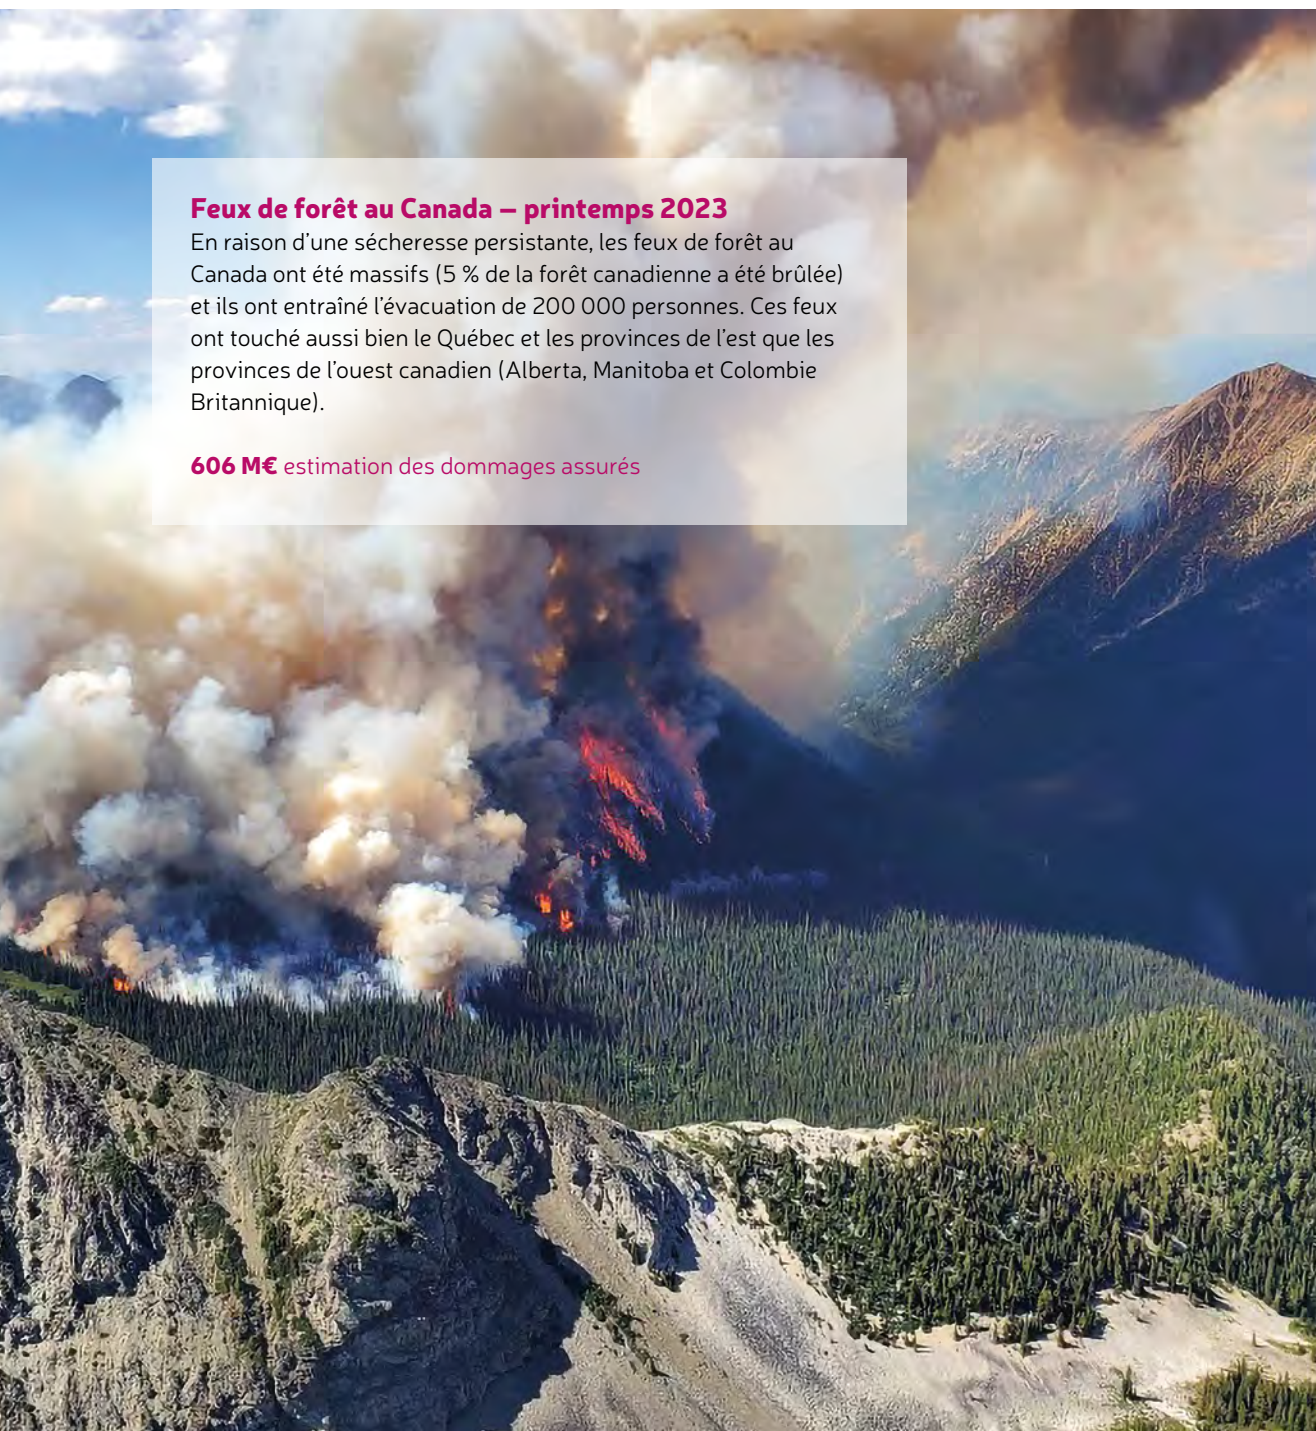 Feux de forêt au Canada – printemps 2023
En raison d’une sécheresse persistante, les feux de forêt au
Canada ont été massifs (5 % de la forêt canadienne a été brûlée)
et ils ont entraîné l’évacuation de 200 000 personnes. Ces feux
ont touché aussi bien le Québec et les provinces de l’est que les
provinces de l’ouest canadien (Alberta, Manitoba et Colombie
Britannique).
606 M€ estimation des dommages assurés